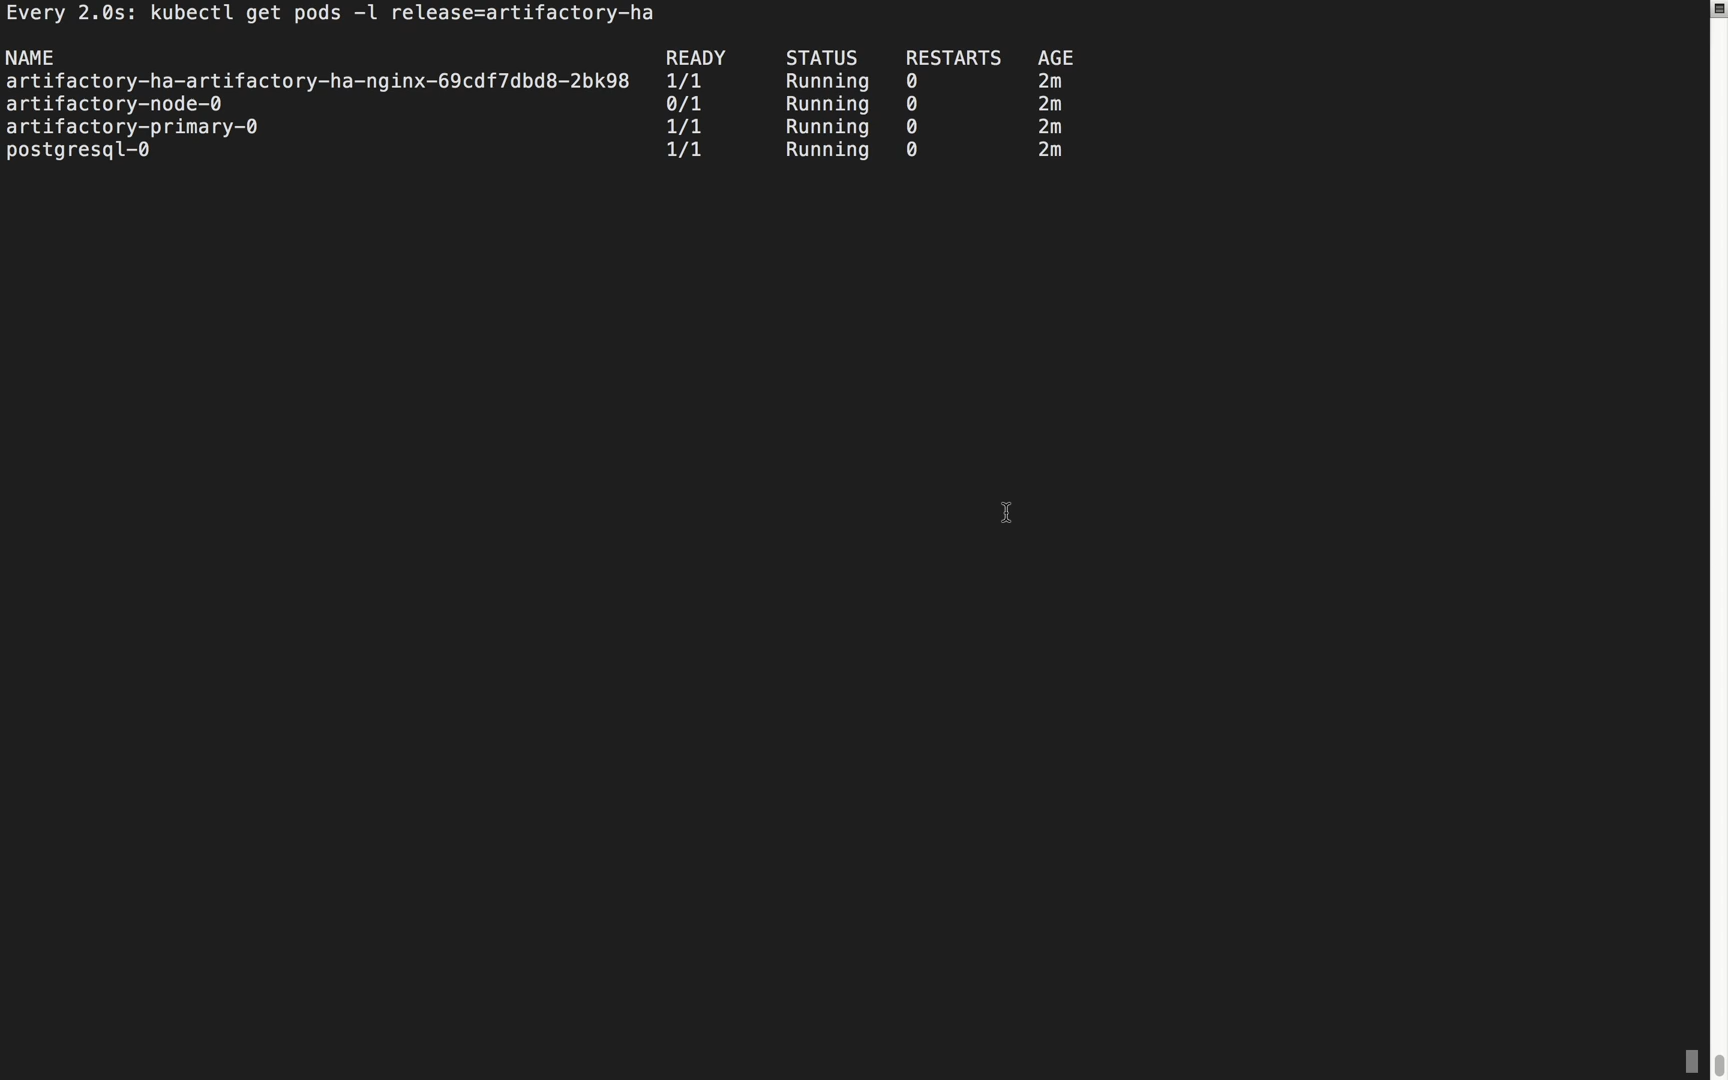 Every 2.0s: kubectl get pods -l release=artifactory-ha
NAME READY STATUS RESTARTS AGE
artifactory-ha-artifactory-ha-nginx-69cdf7dbd8-2bk98 1/1 Running 0 2m
artifactory-node-0 0/1 Running 0 2m
artifactory-primary-0 1/1 Running 0 2m
postgresql-0 1/1 Running 0 2m